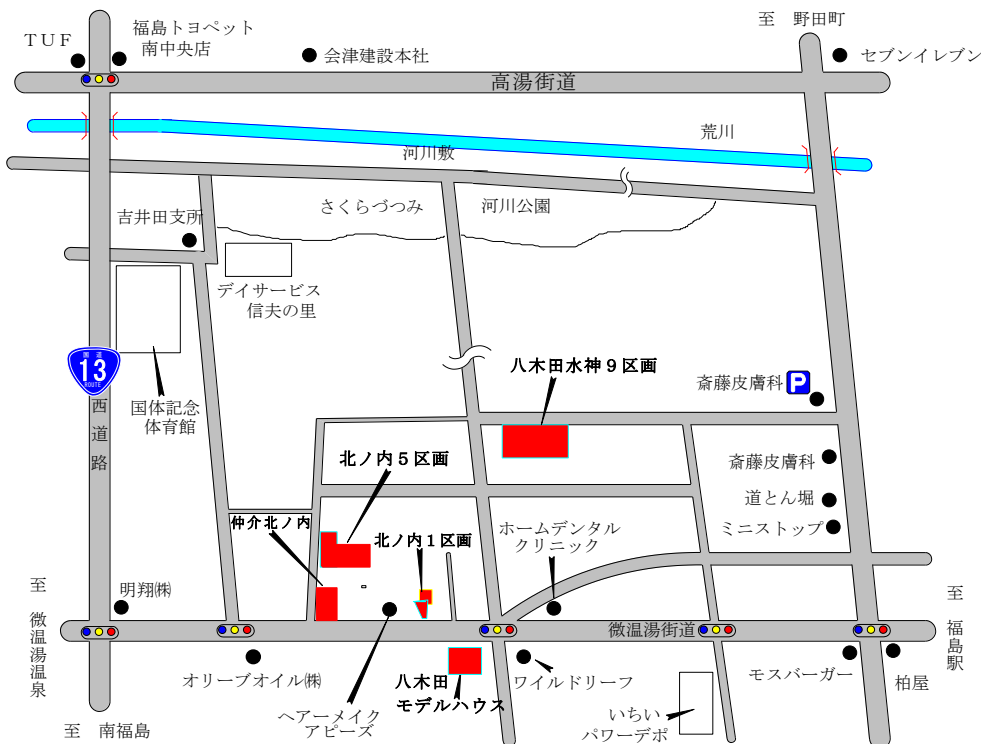 至 野田町
福島トヨペット
南中央店
TUF
会津建設本社
セブンイレブン
高湯街道
荒川
河川敷
さくらづつみ
河川公園
吉井田支所
デイサービス
信夫の里
国道
13
ROUTE
西道路
国体記念
体育館
八木田水神9区画
斎藤皮膚科
P
北ノ内5区画
斎藤皮膚科
道とん堀
ミニストップ
仲介北ノ内
北ノ内1区画
ホームデンタル
クリニック
至 微温湯温泉
明翔㈱
微温湯街道
至 福島駅
オリーブオイル㈱
八木田
モデルハウス
ワイルドリーフ
モスバーガー
柏屋
ヘアーメイク
アピーズ
いちい
パワーデポ
至 南福島